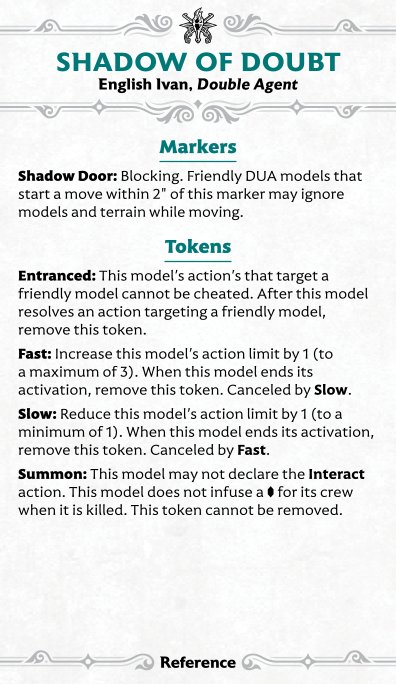 SHADOW OF DOUBT
English Ivan, Double Agent
Markers
Shadow Door: Blocking. Friendly DUA models that
start a move within 2" of this marker may ignore
models and terrain while moving.
Tokens
Entranced: This model's action's that target a
friendly model cannot be cheated. After this model
resolves an action targeting a friendly model,
remove this token.
Fast: Increase this model's action limit by 1 (to
a maximum of 3). When this model ends its
activation, remove this token. Canceled by Slow.
Slow: Reduce this model's action limit by 1 (to a
minimum of 1). When this model ends its activation,
remove this token. Canceled by Fast.
Summon: This model may not declare the Interact
action. This model does not infuse a for its crew
when it is killed. This token cannot be removed.
Reference